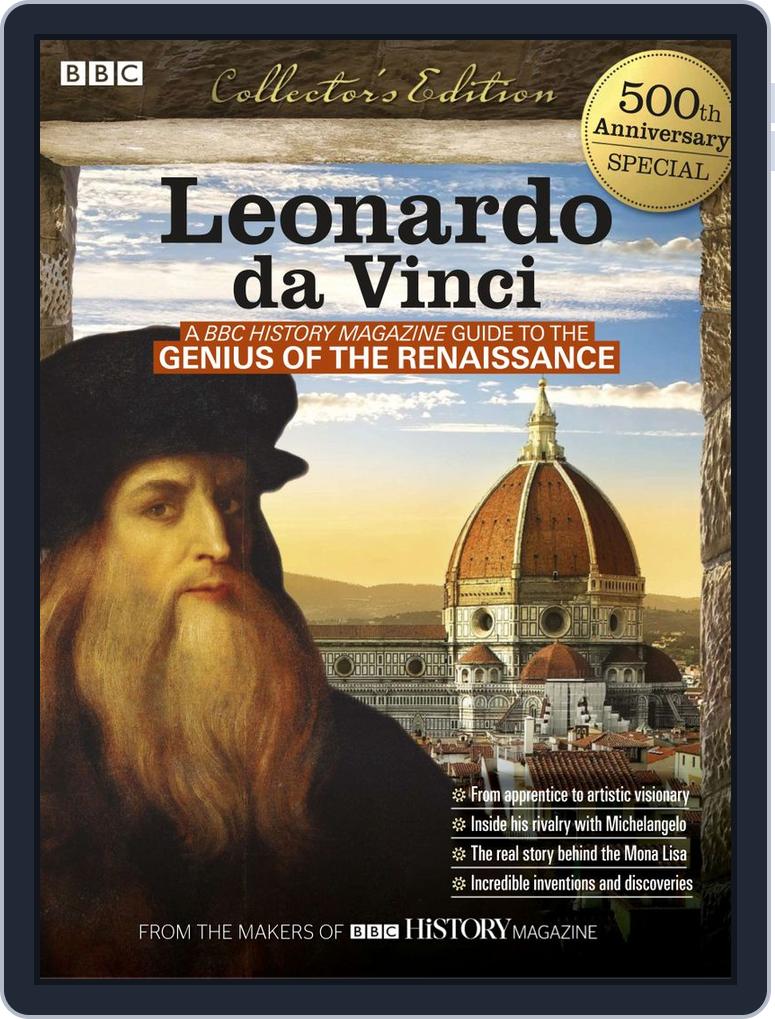 BBC
Collector's Edition
500th
Anniversary
SPECIAL
Leonardo
da Vinci
A BBC HISTORY MAGAZINE GUIDE TO THE
GENIUS OF THE RENAISSANCE
From apprentice to artistic visionary
Inside his rivalry with Michelangelo
The real story behind the Mona Lisa
Incredible inventions and discoveries
FROM THE MAKERS OF BBC HiSTORY MAGAZINE